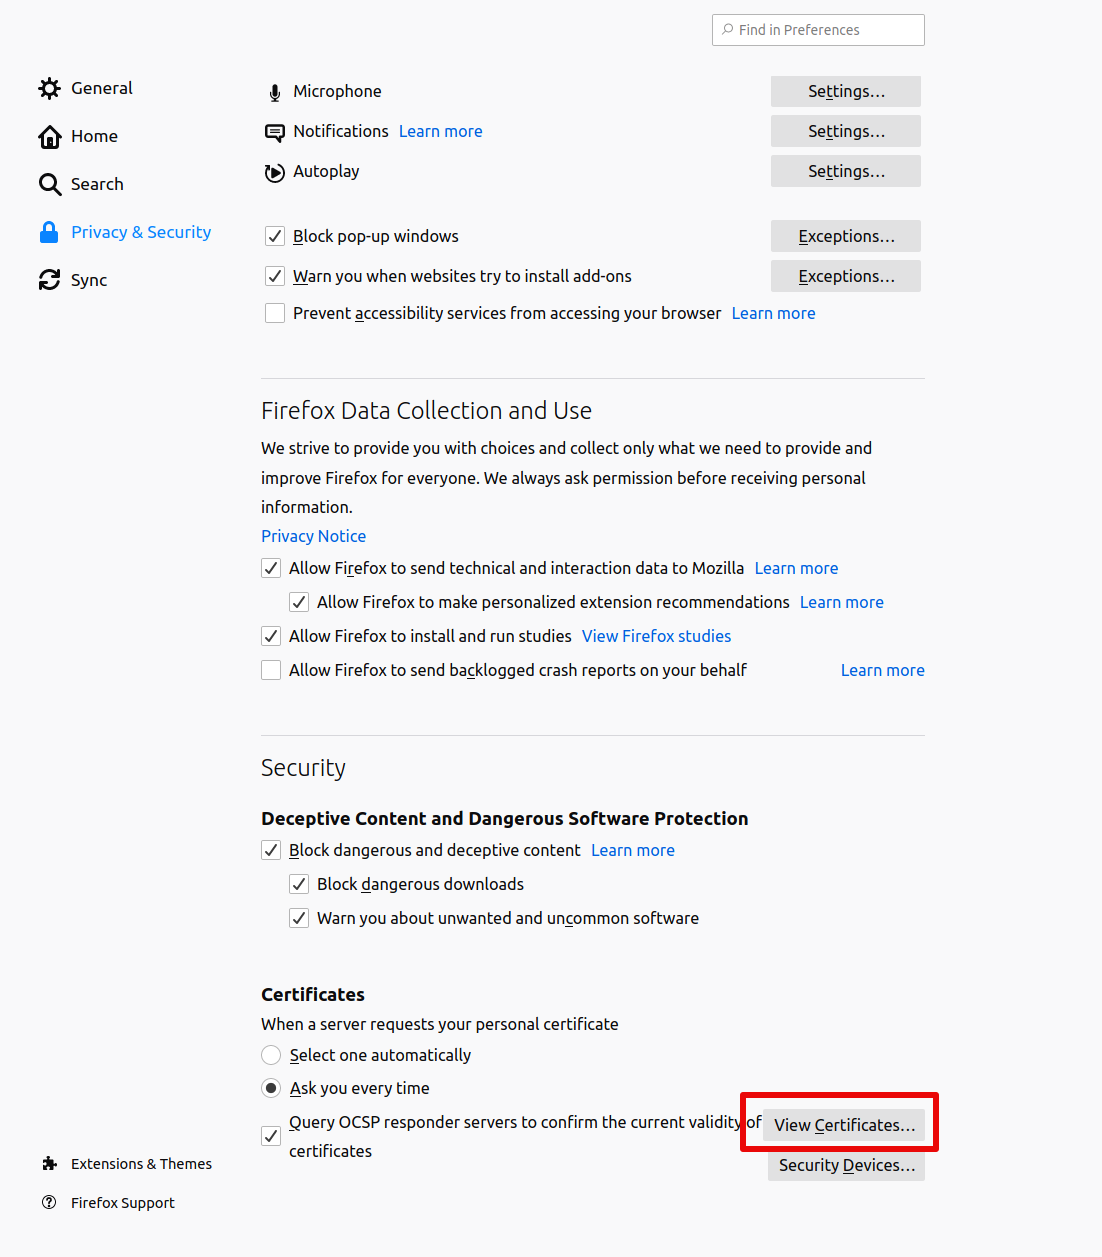 Find in Preferences
General
Home
Search
Privacy & Security
Sync
Microphone Settings…
Notifications Learn more Settings…
Autoplay Settings…
Block pop-up windows Exceptions…
Warn you when websites try to install add-ons Exceptions…
Prevent accessibility services from accessing your browser Learn more
Firefox Data Collection and Use
We strive to provide you with choices and collect only what we need to provide and
improve Firefox for everyone. We always ask permission before receiving personal
information.
Privacy Notice
Allow Firefox to send technical and interaction data to Mozilla Learn more
Allow Firefox to make personalized extension recommendations Learn more
Allow Firefox to install and run studies View Firefox studies
Allow Firefox to send backlogged crash reports on your behalf Learn more
Security
Deceptive Content and Dangerous Software Protection
Block dangerous and deceptive content Learn more
Block dangerous downloads
Warn you about unwanted and uncommon software
Certificates
When a server requests your personal certificate
Select one automatically
Ask you every time
Query OCSP responder servers to confirm the current validity of
certificates
View Certificates…
Security Devices…
Extensions & Themes
Firefox Support